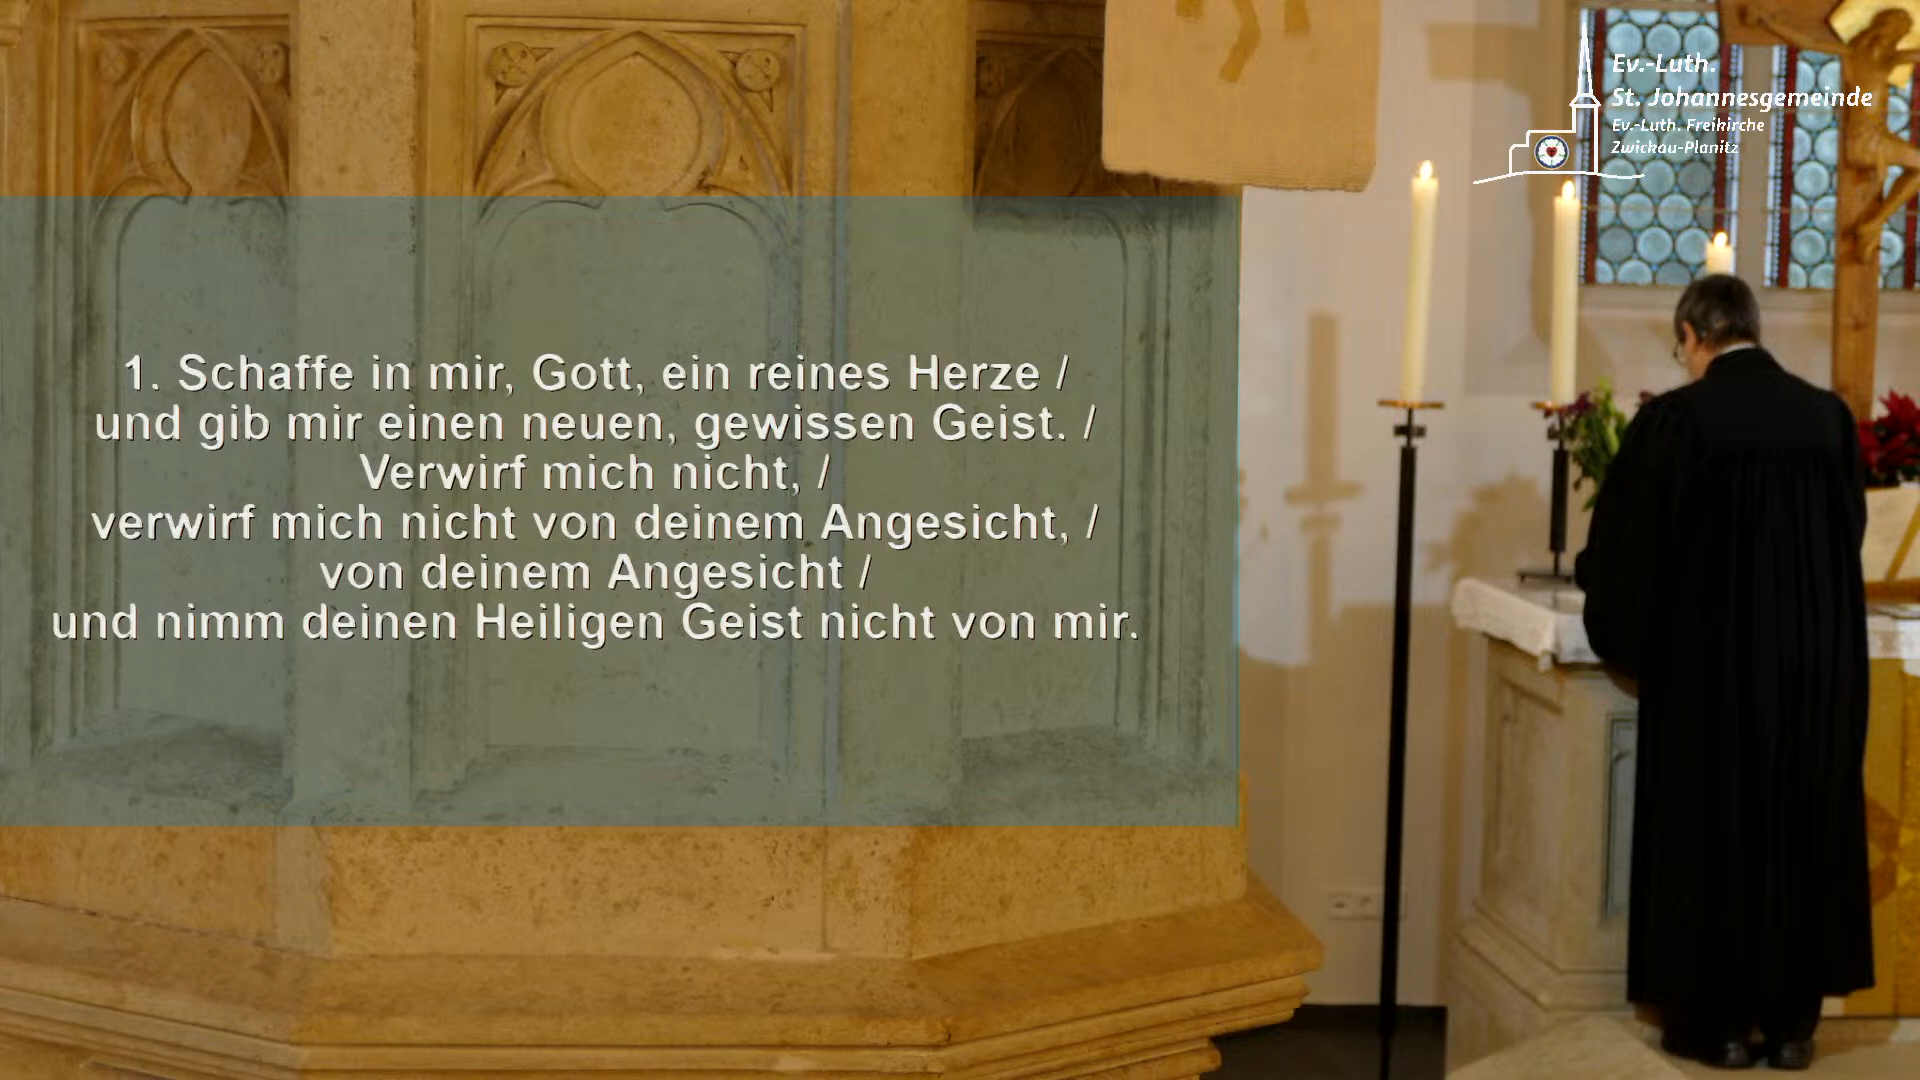 Ev.-Luth.
St. Johannesgemeinde
Ev.-Luth. Freikirche
Zwickau-Planitz
1. Schaffe in mir, Gott, ein reines Herze /
und gib mir einen neuen, gewissen Geist. /
Verwirf mich nicht, /
verwirf mich nicht von deinem Angesicht, /
von deinem Angesicht /
und nimm deinen Heiligen Geist nicht von mir.